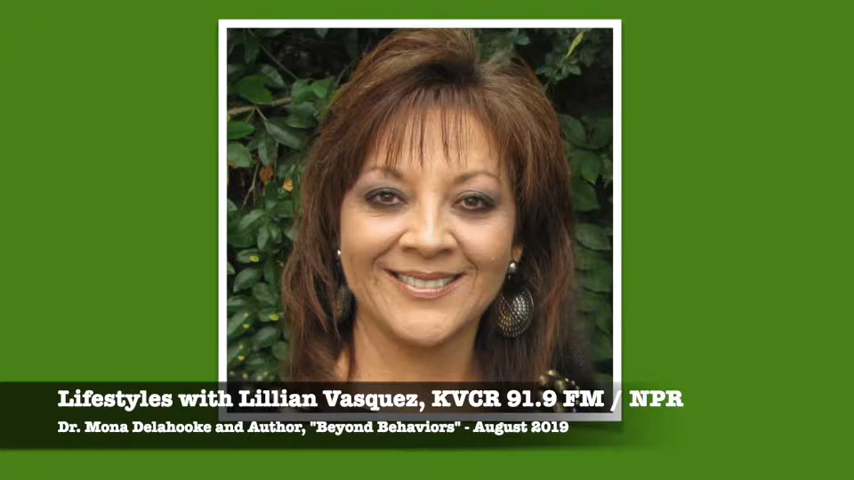 Lifestyles with Lillian Vasquez, KVCR 91.9 FM / NPR
Dr. Mona Delahooke and Author, "Beyond Behaviors" - August 2019